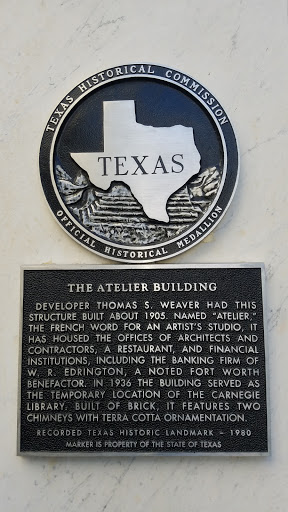 TEXAS HISTORICAL COMMISSION
TEXAS
OFFICIAL HISTORICAL MEDALLION
THE ATELIER BUILDING
DEVELOPER THOMAS S. WEAVER HAD THIS
STRUCTURE BUILT ABOUT 1905. NAMED "ATELIER,"
THE FRENCH WORD FOR AN ARTIST'S STUDIO, IT
HAS HOUSED THE OFFICES OF ARCHITECTS AND
CONTRACTORS, A RESTAURANT, AND FINANCIAL
INSTITUTIONS, INCLUDING THE BANKING FIRM OF
W. R. EDRINGTON, A NOTED FORT WORTH
BENEFACTOR. IN 1936 THE BUILDING SERVED AS
THE TEMPORARY LOCATION OF THE CARNEGIE
LIBRARY. BUILT OF BRICK, IT FEATURES TWO
CHIMNEYS WITH TERRA COTTA ORNAMENTATION.
RECORDED TEXAS HISTORIC LANDMARK - 1980
MARKER IS PROPERTY OF THE STATE OF TEXAS